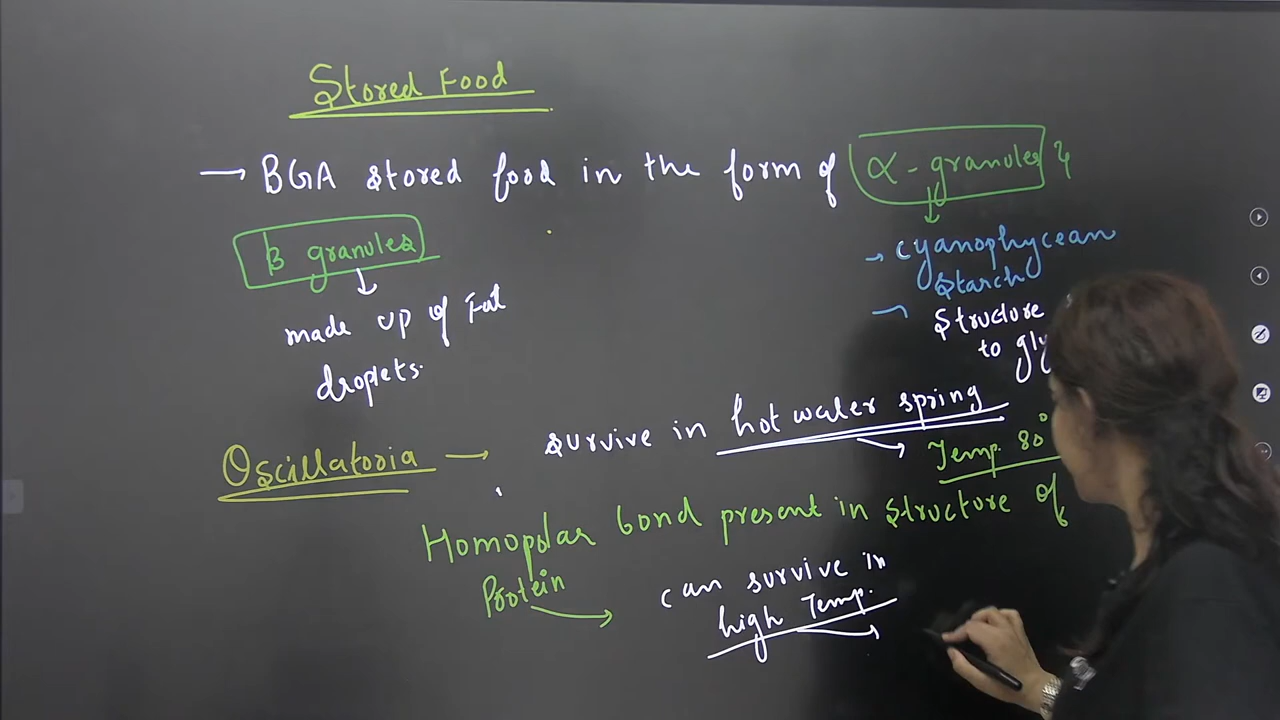 Stored Food
→ BGA stored food in the form of α-granules &
→ cyanophycean
starch
β granules
↓
made up of Fat
droplets.
→ structure
to gly
Oscillatoria → survive in hot water spring
→ Temp. 80°
Homopolar bond present in structure of
Protein → can survive in
high Temp. →